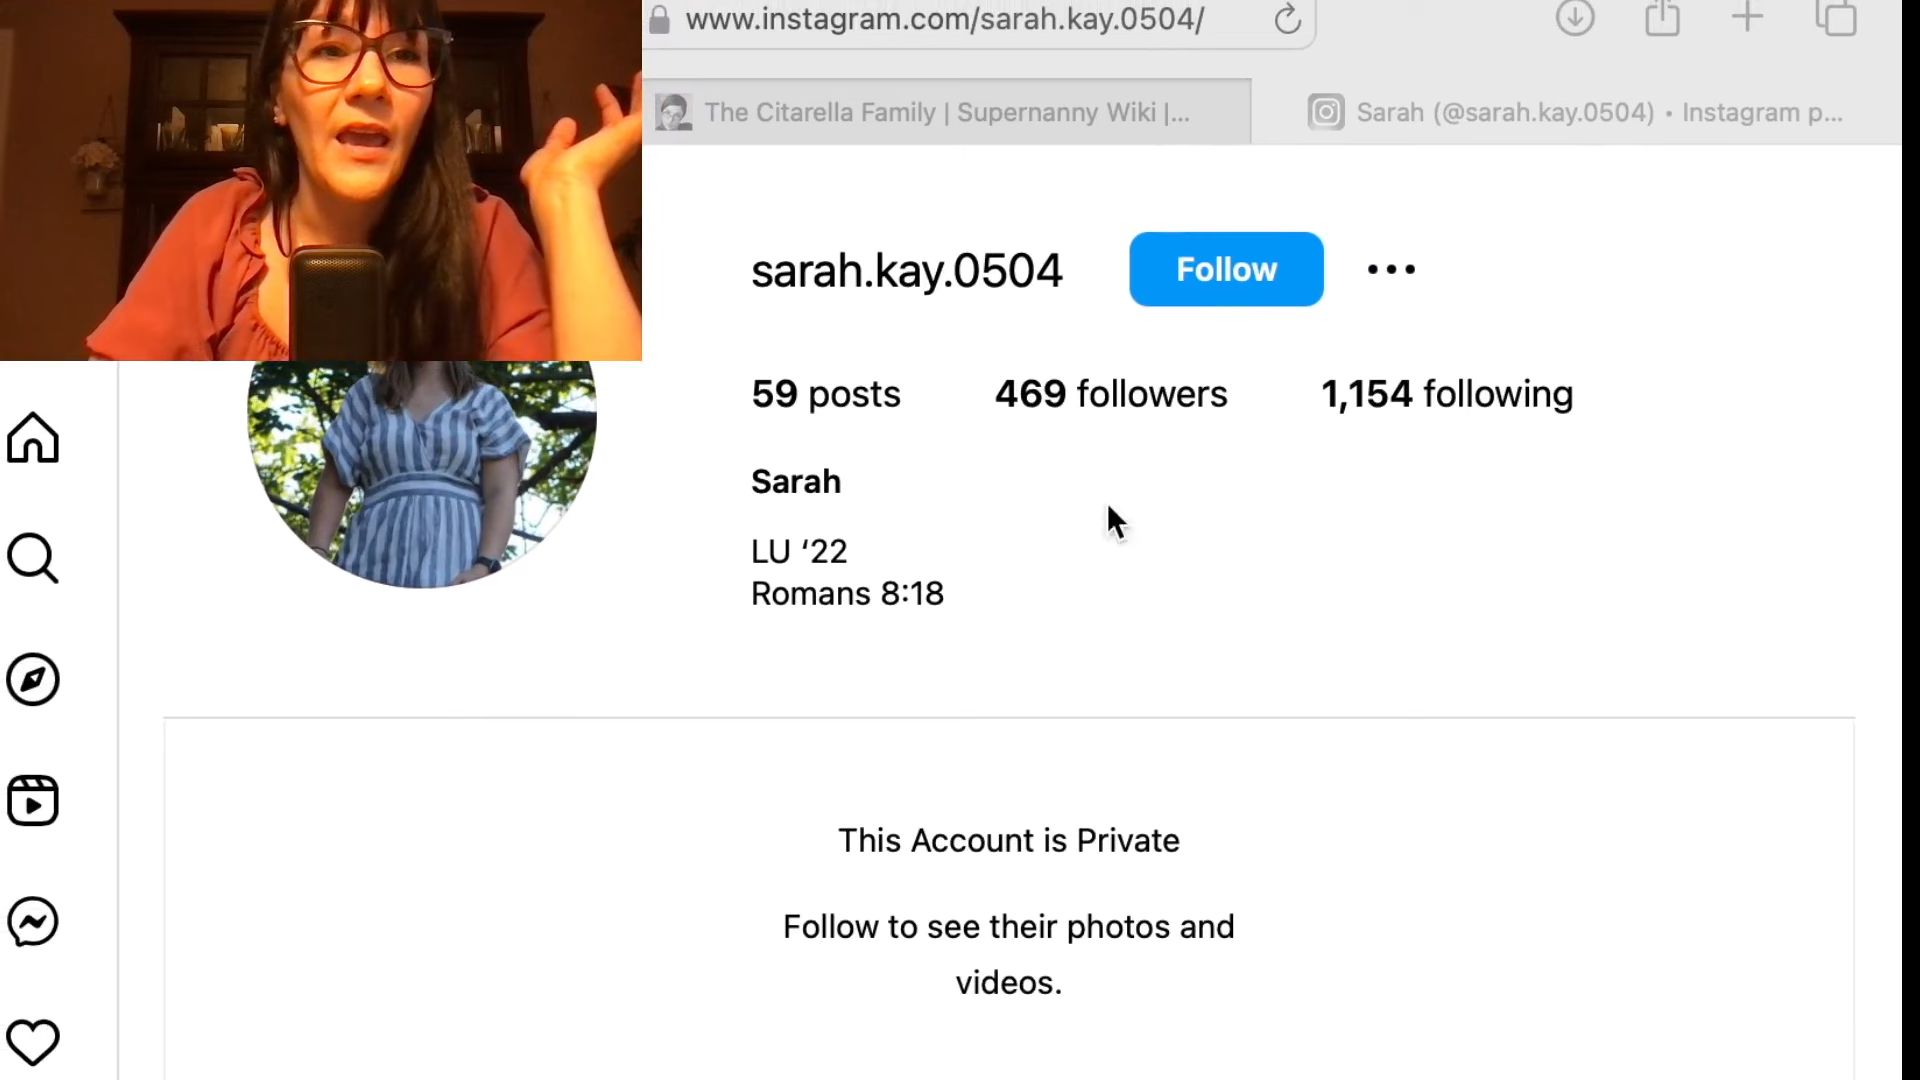 www.instagram.com/sarah.kay.0504/
The Citarella Family | Supernanny Wiki |...
Sarah (@sarah.kay.0504) • Instagram p...
sarah.kay.0504
Follow
59 posts
469 followers
1,154 following
Sarah
LU ‘22
Romans 8:18
This Account is Private
Follow to see their photos and
videos.